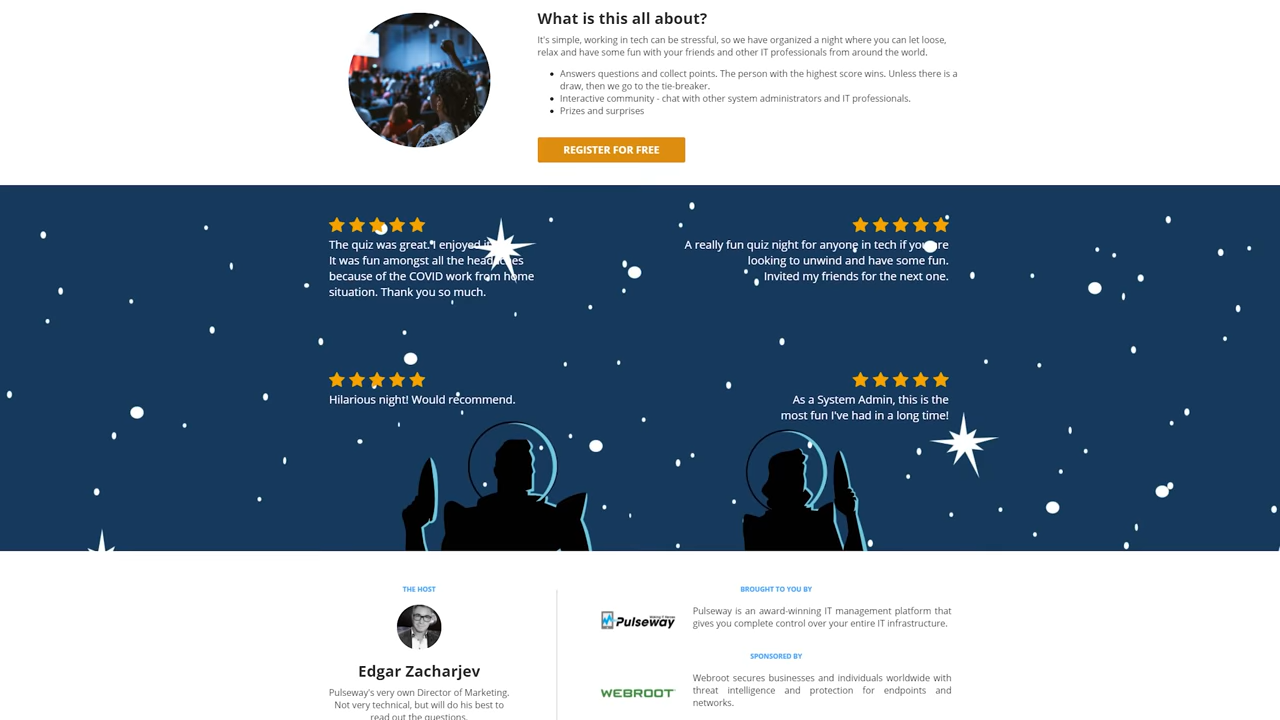 What is this all about?
It's simple, working in tech can be stressful, so we have organized a night where you can let loose,
relax and have some fun with your friends and other IT professionals from around the world.
Answers questions and collect points. The person with the highest score wins. Unless there is a
draw, then we go to the tie-breaker.
Interactive community - chat with other system administrators and IT professionals.
Prizes and surprises
REGISTER FOR FREE
The quiz was great. I enjoyed it.
It was fun amongst all the headaches
because of the COVID work from home
situation. Thank you so much.
A really fun quiz night for anyone in tech if you are
looking to unwind and have some fun.
Invited my friends for the next one.
Hilarious night! Would recommend.
As a System Admin, this is the
most fun I've had in a long time!
THE HOST
Edgar Zacharjev
Pulseway's very own Director of Marketing.
Not very technical, but will do his best to
read out the questions.
BROUGHT TO YOU BY
Pulseway
Pulseway is an award-winning IT management platform that
gives you complete control over your entire IT infrastructure.
SPONSORED BY
WEBROOT
Webroot secures businesses and individuals worldwide with
threat intelligence and protection for endpoints and
networks.